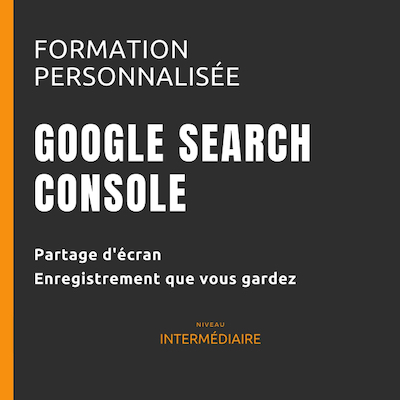 FORMATION
PERSONNALISÉE
GOOGLE SEARCH
CONSOLE
Partage d'écran
Enregistrement que vous gardez
NIVEAU
INTERMÉDIAIRE